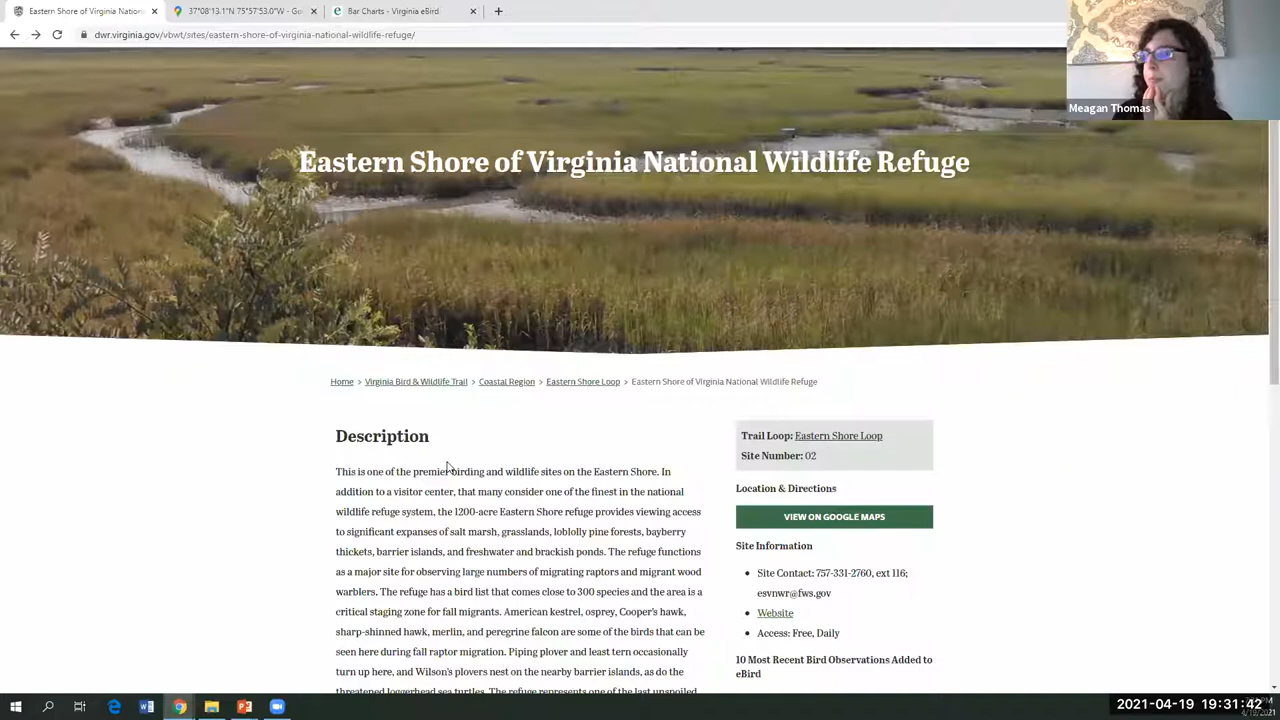 Eastern Shore of Virginia Nation
37°08'13.1"N 75°57'53.0"W - Go
Bar Charts - Virginia eBird
dwr.virginia.gov/vbwt/sites/eastern-shore-of-virginia-national-wildlife-refuge/
Meagan Thomas
Eastern Shore of Virginia National Wildlife Refuge
Home > Virginia Bird & Wildlife Trail > Coastal Region > Eastern Shore Loop > Eastern Shore of Virginia National Wildlife Refuge
Description
This is one of the premier birding and wildlife sites on the Eastern Shore. In
addition to a visitor center, that many consider one of the finest in the national
wildlife refuge system, the 1200-acre Eastern Shore refuge provides viewing access
to significant expanses of salt marsh, grasslands, loblolly pine forests, bayberry
thickets, barrier islands, and freshwater and brackish ponds. The refuge functions
as a major site for observing large numbers of migrating raptors and migrant wood
warblers. The refuge has a bird list that comes close to 300 species and the area is a
critical staging zone for fall migrants. American kestrel, osprey, Cooper's hawk,
sharp-shinned hawk, merlin, and peregrine falcon are some of the birds that can be
seen here during fall raptor migration. Piping plover and least tern occasionally
turn up here, and Wilson's plovers nest on the nearby barrier islands, as do the
threatened loggerhead sea turtles. The refuge represents one of the last unspoiled
Trail Loop: Eastern Shore Loop
Site Number: 02
Location & Directions
VIEW ON GOOGLE MAPS
Site Information
Site Contact: 757-331-2760, ext 116;
esvnwr@fws.gov
Website
Access: Free, Daily
10 Most Recent Bird Observations Added to
eBird
2021-04-19 19:31:42